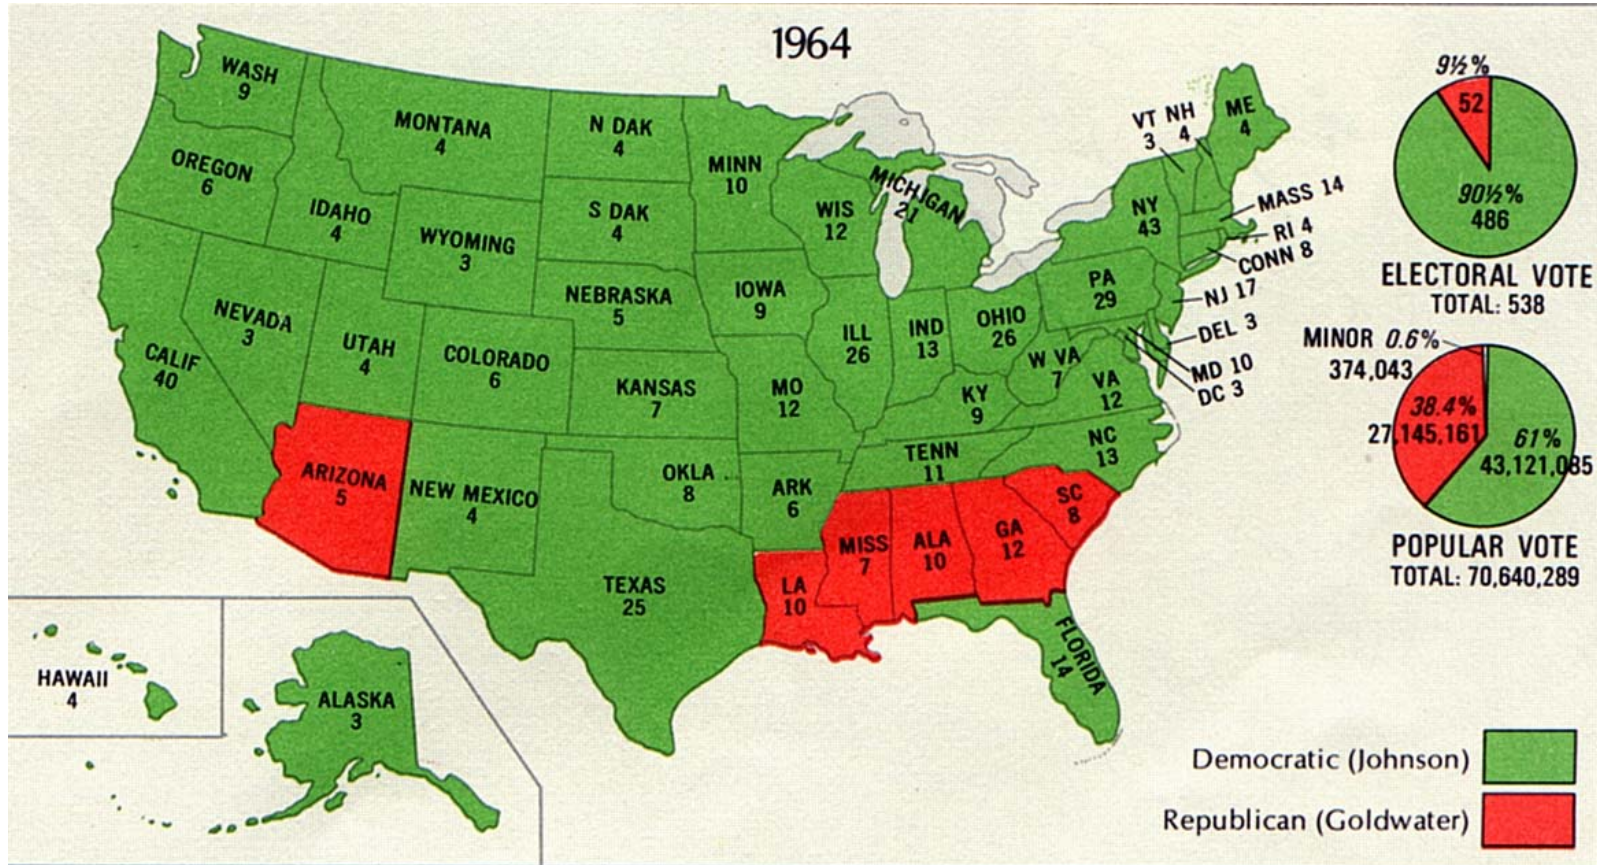 1964
WASH
9
OREGON
6
CALIF
40
NEVADA
3
IDAHO
4
MONTANA
4
WYOMING
3
UTAH
4
COLORADO
6
ARIZONA
5
NEW MEXICO
4
N DAK
4
S DAK
4
NEBRASKA
5
KANSAS
7
OKLA
8
TEXAS
25
MINN
10
IOWA
9
MO
12
ARK
6
LA
10
WIS
12
ILL
26
MICHIGAN
21
IND
13
OHIO
26
KY
9
TENN
11
MISS
7
ALA
10
GA
12
SC
8
NC
13
VA
12
W VA
7
FLORIDA
14
PA
29
NY
43
VT
3
NH
4
ME
4
MASS 14
RI 4
CONN 8
NJ 17
DEL 3
MD 10
DC 3
HAWAII
4
ALASKA
3
9½%
52
90½%
486
ELECTORAL VOTE
TOTAL: 538
MINOR 0.6%
374,043
38.4%
27,145,161
61%
43,121,085
POPULAR VOTE
TOTAL: 70,640,289
Democratic (Johnson)
Republican (Goldwater)